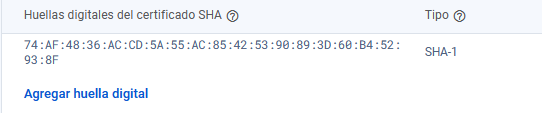 Huellas digitales del certificado SHA ?
Tipo ?
74:AF:48:36:AC:CD:5A:55:AC:85:42:53:90:89:3D:60:B4:52:
93:8F
SHA-1
Agregar huella digital